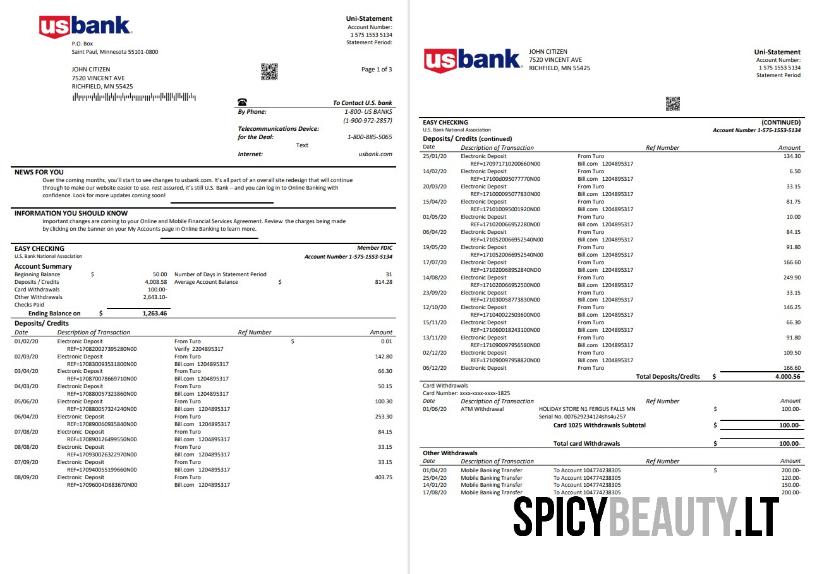 usbank
P.O. Box
Saint Paul, Minnesota 55101-0800
Uni-Statement
Account Number:
1 575 1553 5134
Statement Period:
JOHN CITIZEN
7520 VINCENT AVE
RICHFIELD, MN 55425
Page 1 of 3
To Contact U.S. bank
By Phone: 1-800- US BANKS
(1-900-972-2857)
Telecommunications Device:
for the Deal: 1-800-885-5065
Text
Internet: usbank.com
NEWS FOR YOU
Over the coming months, you'll start to see changes to usbank.com. It's all part of an overall site redesign that will continue
through to make our website easier to use. rest assured, it's still U.S. Bank – and you can log in to Online Banking with
confidence. Look for more updates coming soon!
INFORMATION YOU SHOULD KNOW
Important changes are coming to your Online and Mobile Financial Services Agreement. Review the charges being made
by clicking on the banner on your My Accounts page in Online Banking to learn more.
EASY CHECKING Member FDIC
U.S. Bank National Association Account Number 1-575-1553-5134
Account Summary
Beginning Balance $ 50.00 Number of Days in Statement Period 31
Deposits / Credits 4,008.58 Average Account Balance $ 814.28
Card Withdrawals 100.00-
Other Withdrawals 2,643.10-
Checks Paid
Ending Balance on $ 1,263.46
Deposits/ Credits
Date Description of Transaction Ref Number Amount
01/02/20 Electronic Deposit From Turo $ 0.01
REF=170820027395280N00 Verify 2204895317
02/03/20 Electronic Deposit From Turo 142.80
REF=170830093531800N00 Bill.com 1204895317
03/04/20 Electronic Deposit From Turo 66.30
REF=170870078669710N00 Bill.com 1204895317
04/03/20 Electronic Deposit From Turo 50.15
REF=170880057323860N00 Bill.com 1204895317
05/06/20 Electronic Deposit From Turo 100.30
REF=170880057324240N00 Bill.com 1204895317
06/04/20 Electronic Deposit From Turo 253.30
REF=170890060935840N00 Bill.com 1204895317
07/08/20 Electronic Deposit From Turo 84.15
REF=170890126499550N00 Bill.com 1204895317
08/08/20 Electronic Deposit From Turo 33.15
REF=170930026322970N00 Bill.com 1204895317
07/09/20 Electronic Deposit From Turo 33.15
REF=170940055199660N00 Bill.com 1204895317
08/09/20 Electronic Deposit From Turo 403.75
REF=170960040883670N00 Bill.com 1204895317
usbank
JOHN CITIZEN
7520 VINCENT AVE
RICHFIELD, MN 55425
Uni-Statement
Account Number:
1 575 1553 5134
Statement Period:
EASY CHECKING (CONTINUED)
U.S. Bank National Association Account Number 1-575-1553-5134
Deposits/ Credits (continued)
Date Description of Transaction Ref Number Amount
25/01/20 Electronic Deposit From Turo 134.30
REF=170971710200660N00 Bill.com 1204895317
14/02/20 Electronic Deposit From Turo 6.50
REF=17100d095077770N00 Bill.com 1204895317
20/03/20 Electronic Deposit From Turo 33.15
REF=171000095077830N00 Bill.com 1204895317
15/04/20 Electronic Deposit From Turo 81.75
REF=171010095001920N00 Bill.com 1204895317
01/05/20 Electronic Deposit From Turo 10.00
REF=171020066952280N00 Bill.com 1204895317
06/04/20 Electronic Deposit From Turo 84.15
REF=1710520066952540N00 Bill.com 1204895317
19/05/20 Electronic Deposit From Turo 91.80
REF=1710520066952540N00 Bill.com 1204895317
17/07/20 Electronic Deposit From Turo 166.60
REF=171020068952840N00 Bill.com 1204895317
14/08/20 Electronic Deposit From Turo 249.90
REF=171020066952500N00 Bill.com 1204895317
23/09/20 Electronic Deposit From Turo 33.15
REF=171030058773830N00 Bill.com 1204895317
12/10/20 Electronic Deposit From Turo 146.25
REF=171040022503600N00 Bill.com 1204895317
15/11/20 Electronic Deposit From Turo 66.30
REF=171060018243100N00 Bill.com 1204895317
13/11/20 Electronic Deposit From Turo 91.80
REF=171090097956580N00 Bill.com 1204895317
02/12/20 Electronic Deposit From Turo 109.50
REF=171090097958820N00 Bill.com 1204895317
06/12/20 Electronic Deposit From Turo 166.60
Total Deposits/Credits $ 4.000.56
Card Withdrawals
Card Number: xxxx-xxxx-xxxx-1825
Date Description of Transaction Ref Number Amount
01/06/20 ATM Withdrawal HOLIDAY STORE N1 FERGUS FALLS MN $ 100.00-
Serial No. 007629234124shs4u257
Card 1025 Withdrawals Subtotal $ 100.00-
Total card Withdrawals $ 100.00-
Other Withdrawals
Date Description of Transaction Ref Number Amount
01/04/20 Mobile Banking Transfer To Account 104774238305 $ 200.00-
25/04/20 Mobile Banking Transfer To Account 104774238305 120.00-
14/01/20 Mobile Banking Transfer To Account 104774238305 150.00-
17/08/20 Mobile Banking Transfer To Account 104774238305 200.00-
SPICYBEAUTY.LT